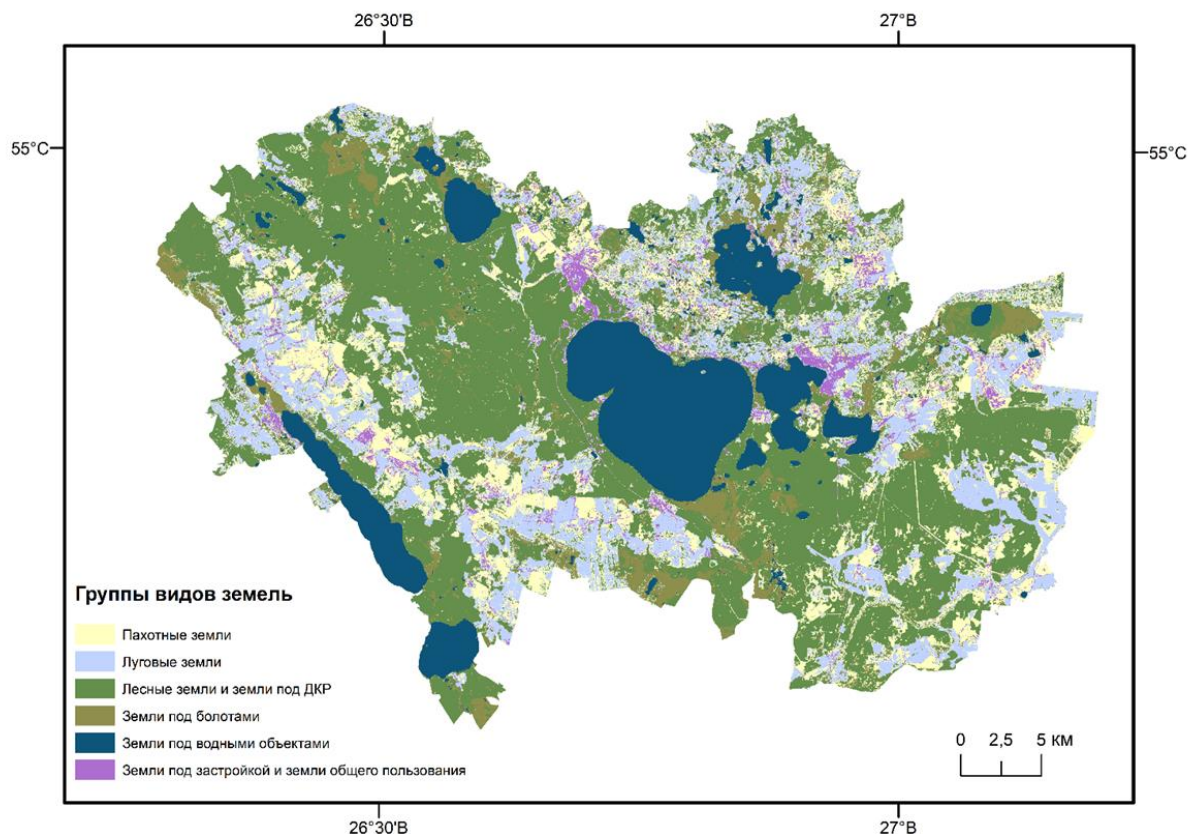 26°30'В 27°В
55°С 55°С
Группы видов земель
Пахотные земли
Луговые земли
Лесные земли и земли под ДКР
Земли под болотами
Земли под водными объектами
Земли под застройкой и земли общего пользования
0 2,5 5 КМ
26°30'В 27°В